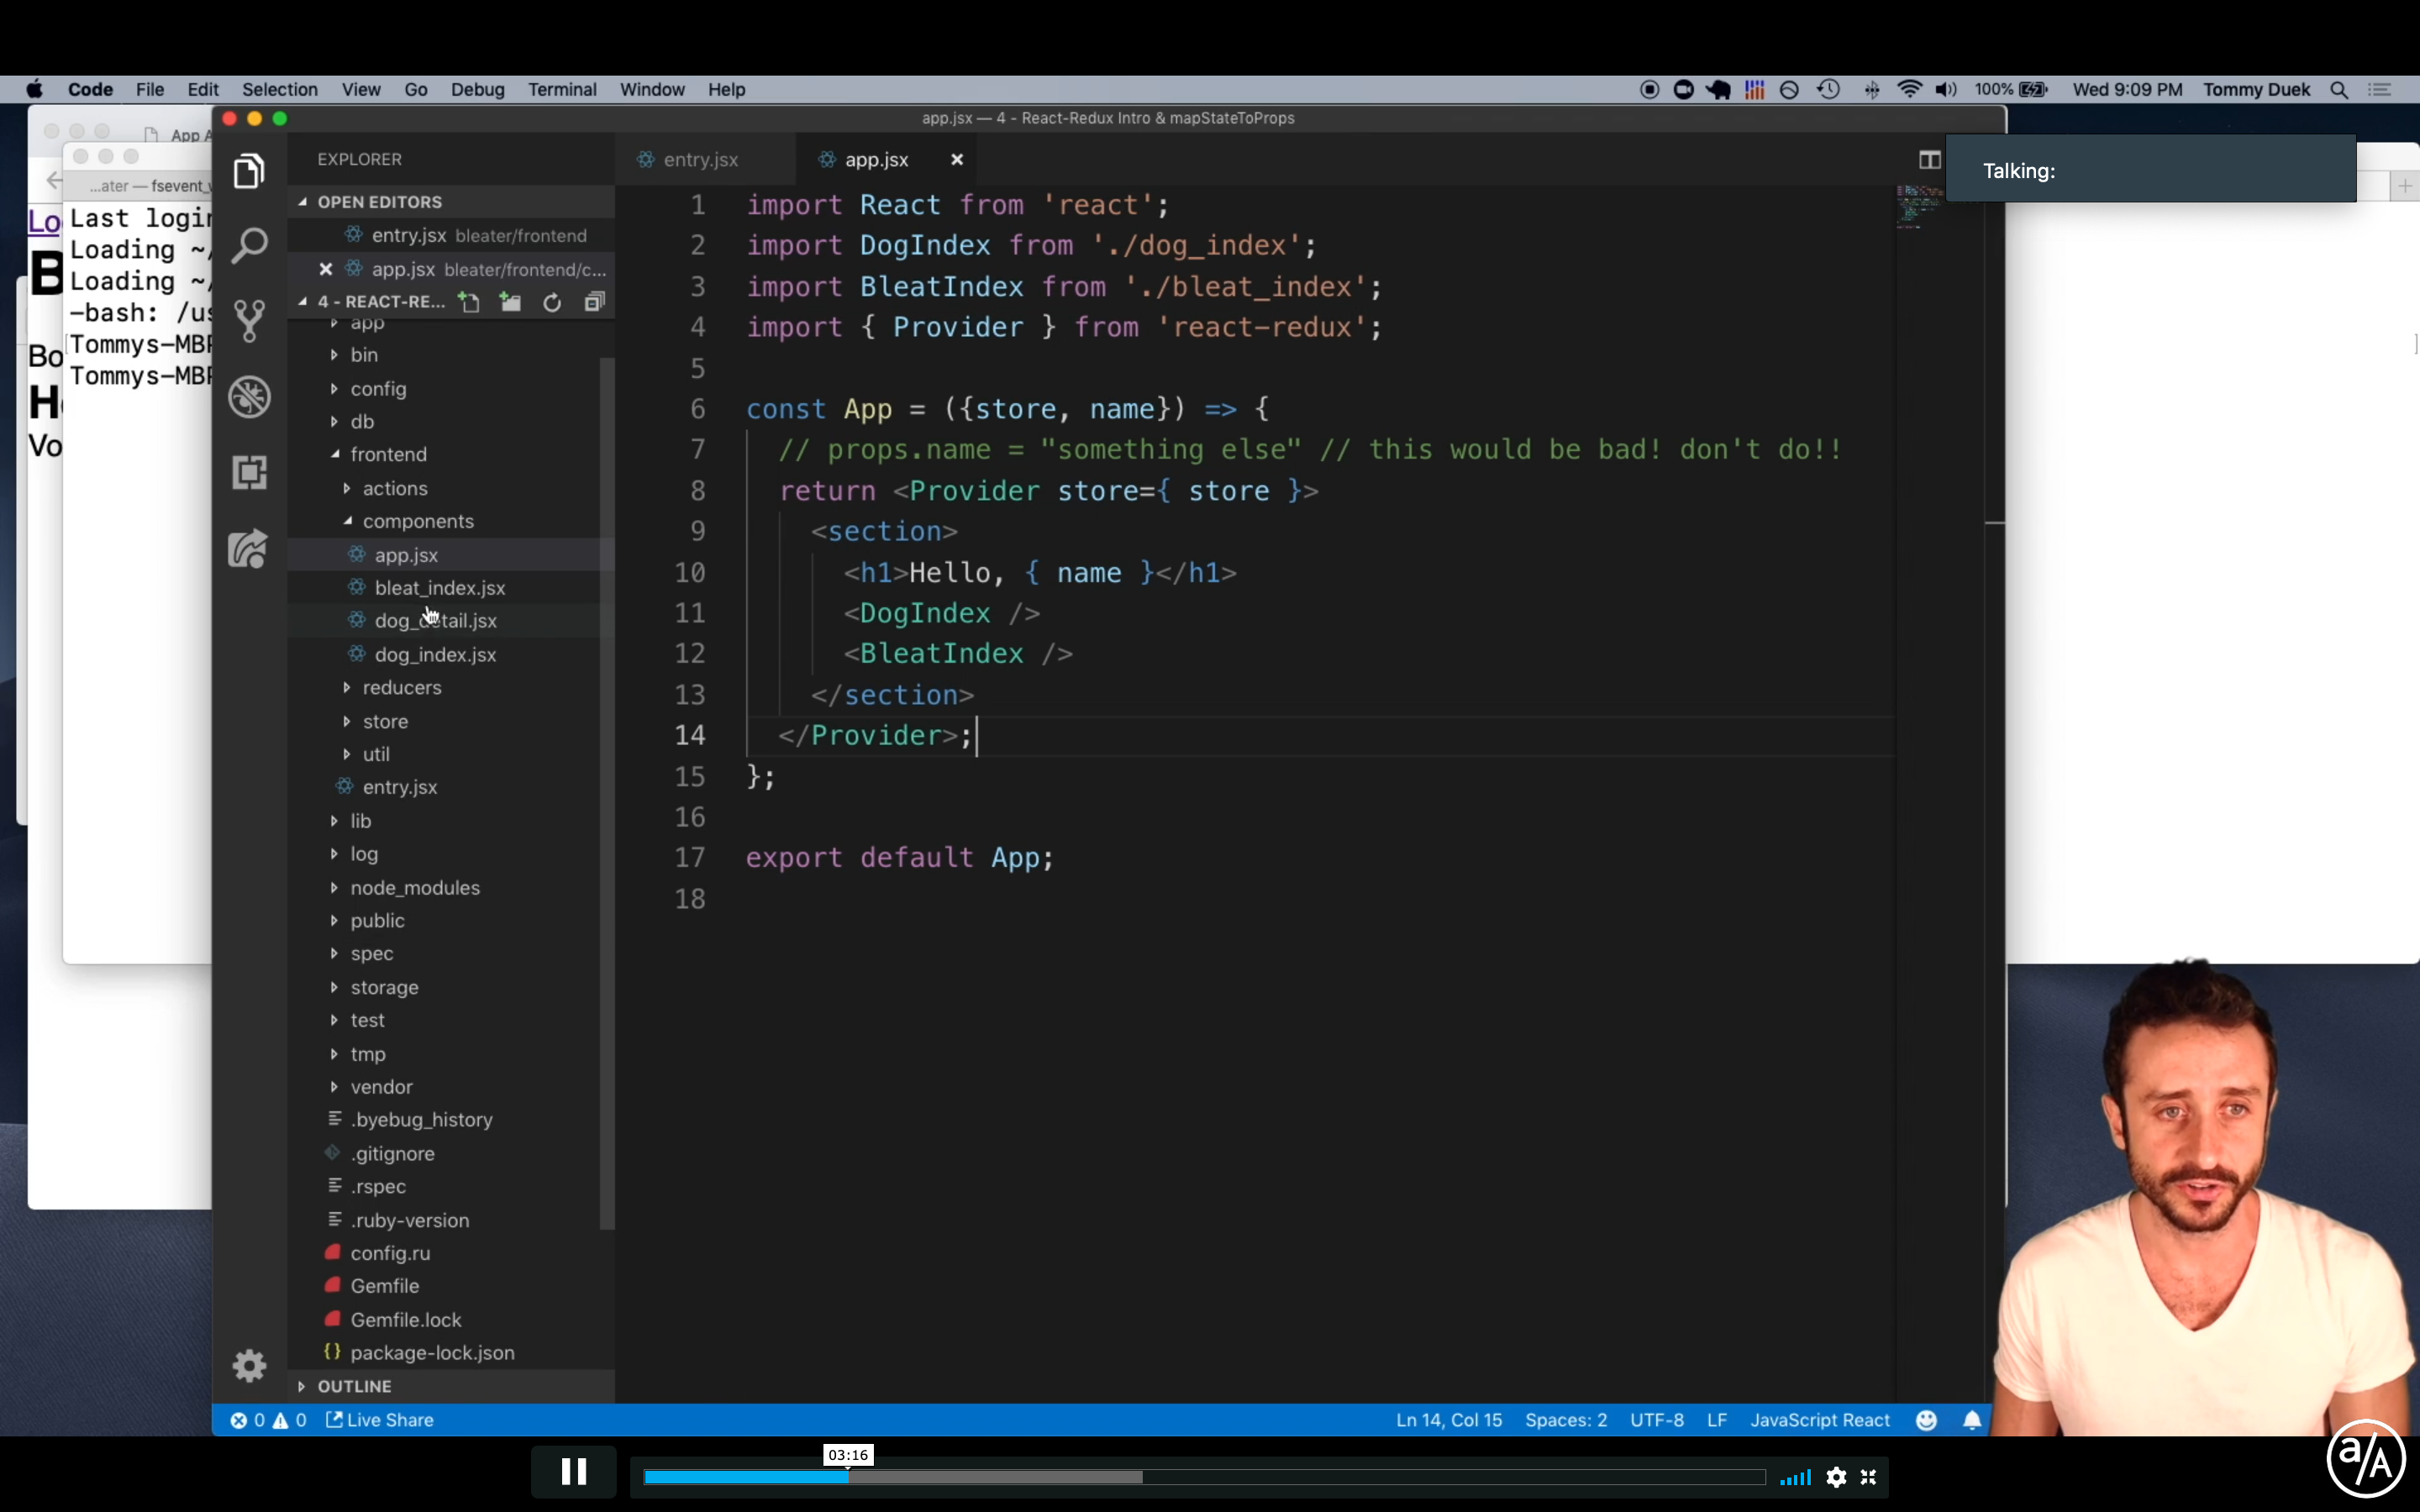 Code File Edit Selection View Go Debug Terminal Window Help 100% Wed 9:09 PM Tommy Duek
app.jsx — 4 - React-Redux Intro & mapStateToProps
App A
...ater — fsevent_w
Talking:
Last login
Loading ~/
Loading ~/
-bash: /us
Tommys-MBP
Tommys-MBP
Lo
B
Bo
He
Vo
EXPLORER
OPEN EDITORS
entry.jsx bleater/frontend
app.jsx bleater/frontend/c...
4 - REACT-RE...
app
bin
config
db
frontend
actions
components
app.jsx
bleat_index.jsx
dog_detail.jsx
dog_index.jsx
reducers
store
util
entry.jsx
lib
log
node_modules
public
spec
storage
test
tmp
vendor
.byebug_history
.gitignore
.rspec
.ruby-version
config.ru
Gemfile
Gemfile.lock
{} package-lock.json
OUTLINE
entry.jsx app.jsx
1 import React from 'react';
2 import DogIndex from './dog_index';
3 import BleatIndex from './bleat_index';
4 import { Provider } from 'react-redux';
5
6 const App = ({store, name}) => {
7 // props.name = "something else" // this would be bad! don't do!!
8 return <Provider store={ store }>
9 <section>
10 <h1>Hello, { name }</h1>
11 <DogIndex />
12 <BleatIndex />
13 </section>
14 </Provider>;
15 };
16
17 export default App;
18
0 0 Live Share Ln 14, Col 15 Spaces: 2 UTF-8 LF JavaScript React
03:16
a/A